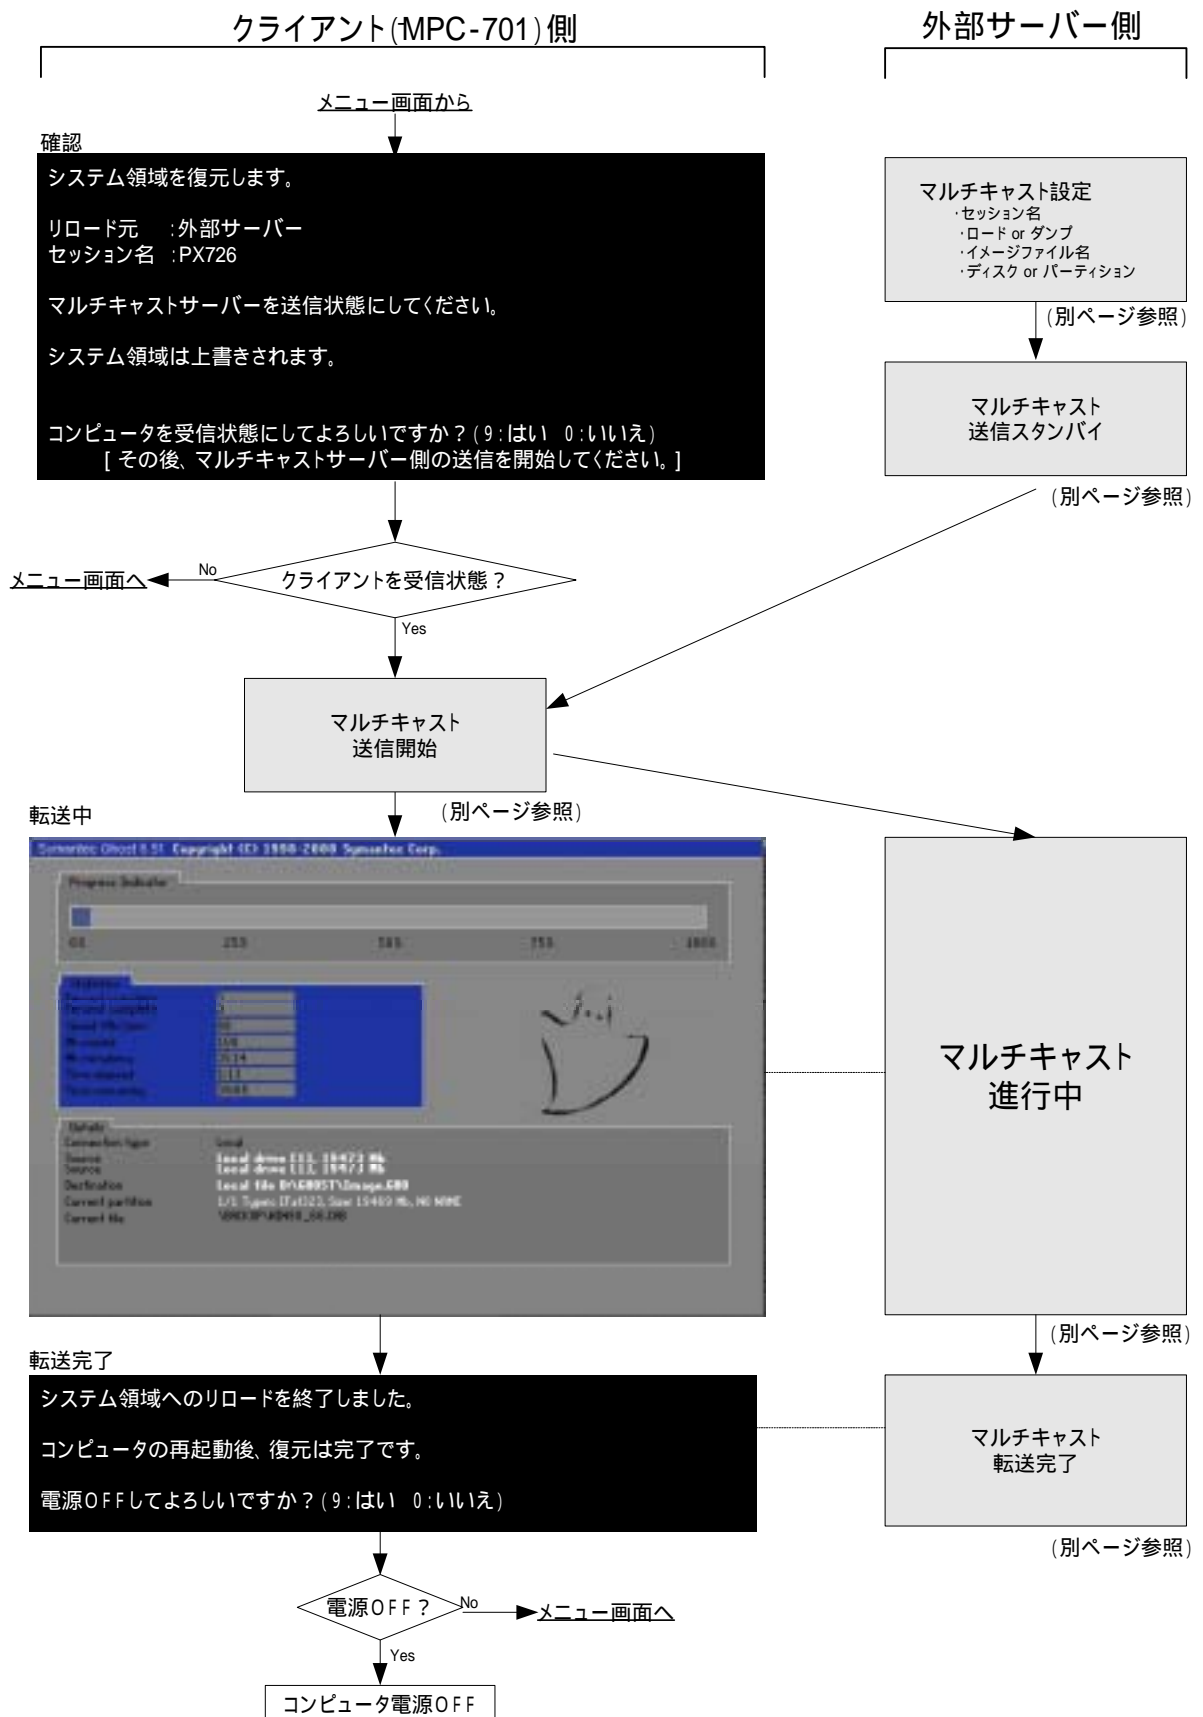 クライアント(MPC-701)側
外部サーバー側
メニュー画面から
確認
システム領域を復元します。
リロード元　:外部サーバー
セッション名 :PX726
マルチキャストサーバーを送信状態にしてください。
システム領域は上書きされます。
コンピュータを受信状態にしてよろしいですか？(9:はい　0:いいえ)
[ その後、マルチキャストサーバー側の送信を開始してください。]
マルチキャスト設定
・セッション名
・ロード or ダンプ
・イメージファイル名
・ディスク or パーティション
(別ページ参照)
マルチキャスト
送信スタンバイ
(別ページ参照)
クライアントを受信状態？
No
メニュー画面へ
Yes
マルチキャスト
送信開始
(別ページ参照)
転送中
Symantec Ghost 8.51 Copyright (C) 1998-2000 Symantec Corp.
Progress Indicator
Percent complete
Time elapsed
Time remaining
Details
Connection type
Local
Source
Destination
Current partition
Current file
マルチキャスト
進行中
(別ページ参照)
転送完了
システム領域へのリロードを終了しました。
コンピュータの再起動後、復元は完了です。
電源OFFしてよろしいですか？(9:はい　0:いいえ)
マルチキャスト
転送完了
(別ページ参照)
電源OFF？
No
メニュー画面へ
Yes
コンピュータ電源OFF